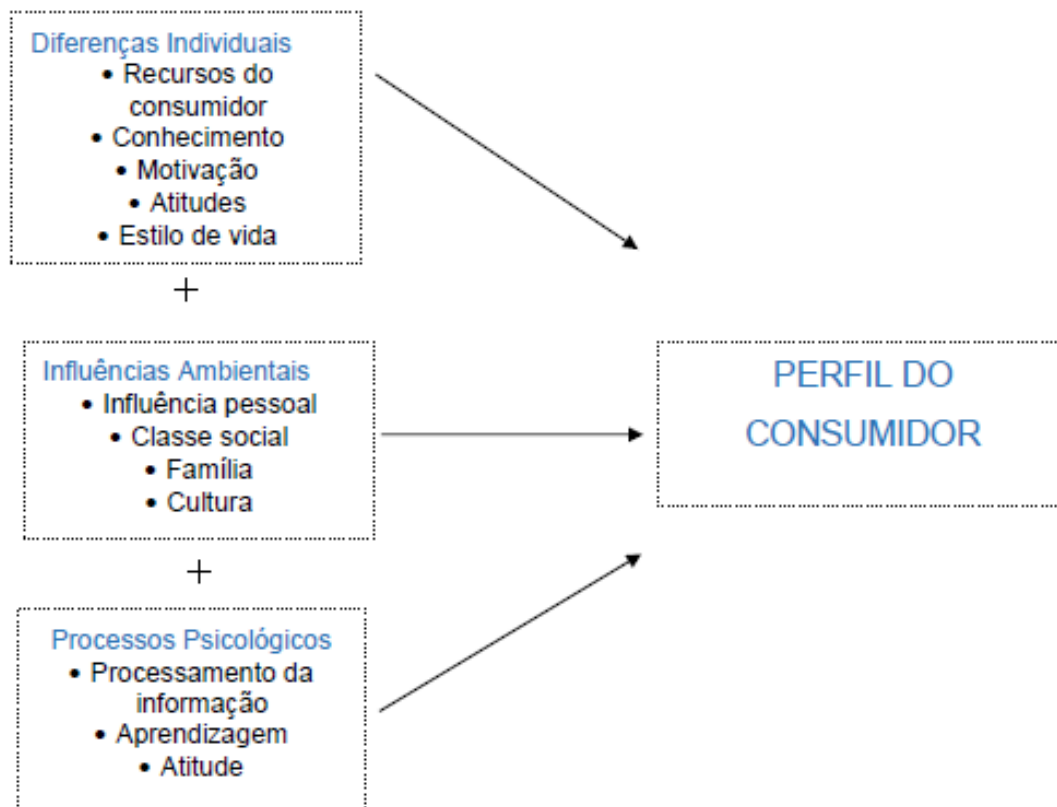 Diferenças Individuais
• Recursos do
consumidor
• Conhecimento
• Motivação
• Atitudes
• Estilo de vida
+
Influências Ambientais
• Influência pessoal
• Classe social
• Família
• Cultura
+
Processos Psicológicos
• Processamento da
informação
• Aprendizagem
• Atitude
PERFIL DO
CONSUMIDOR